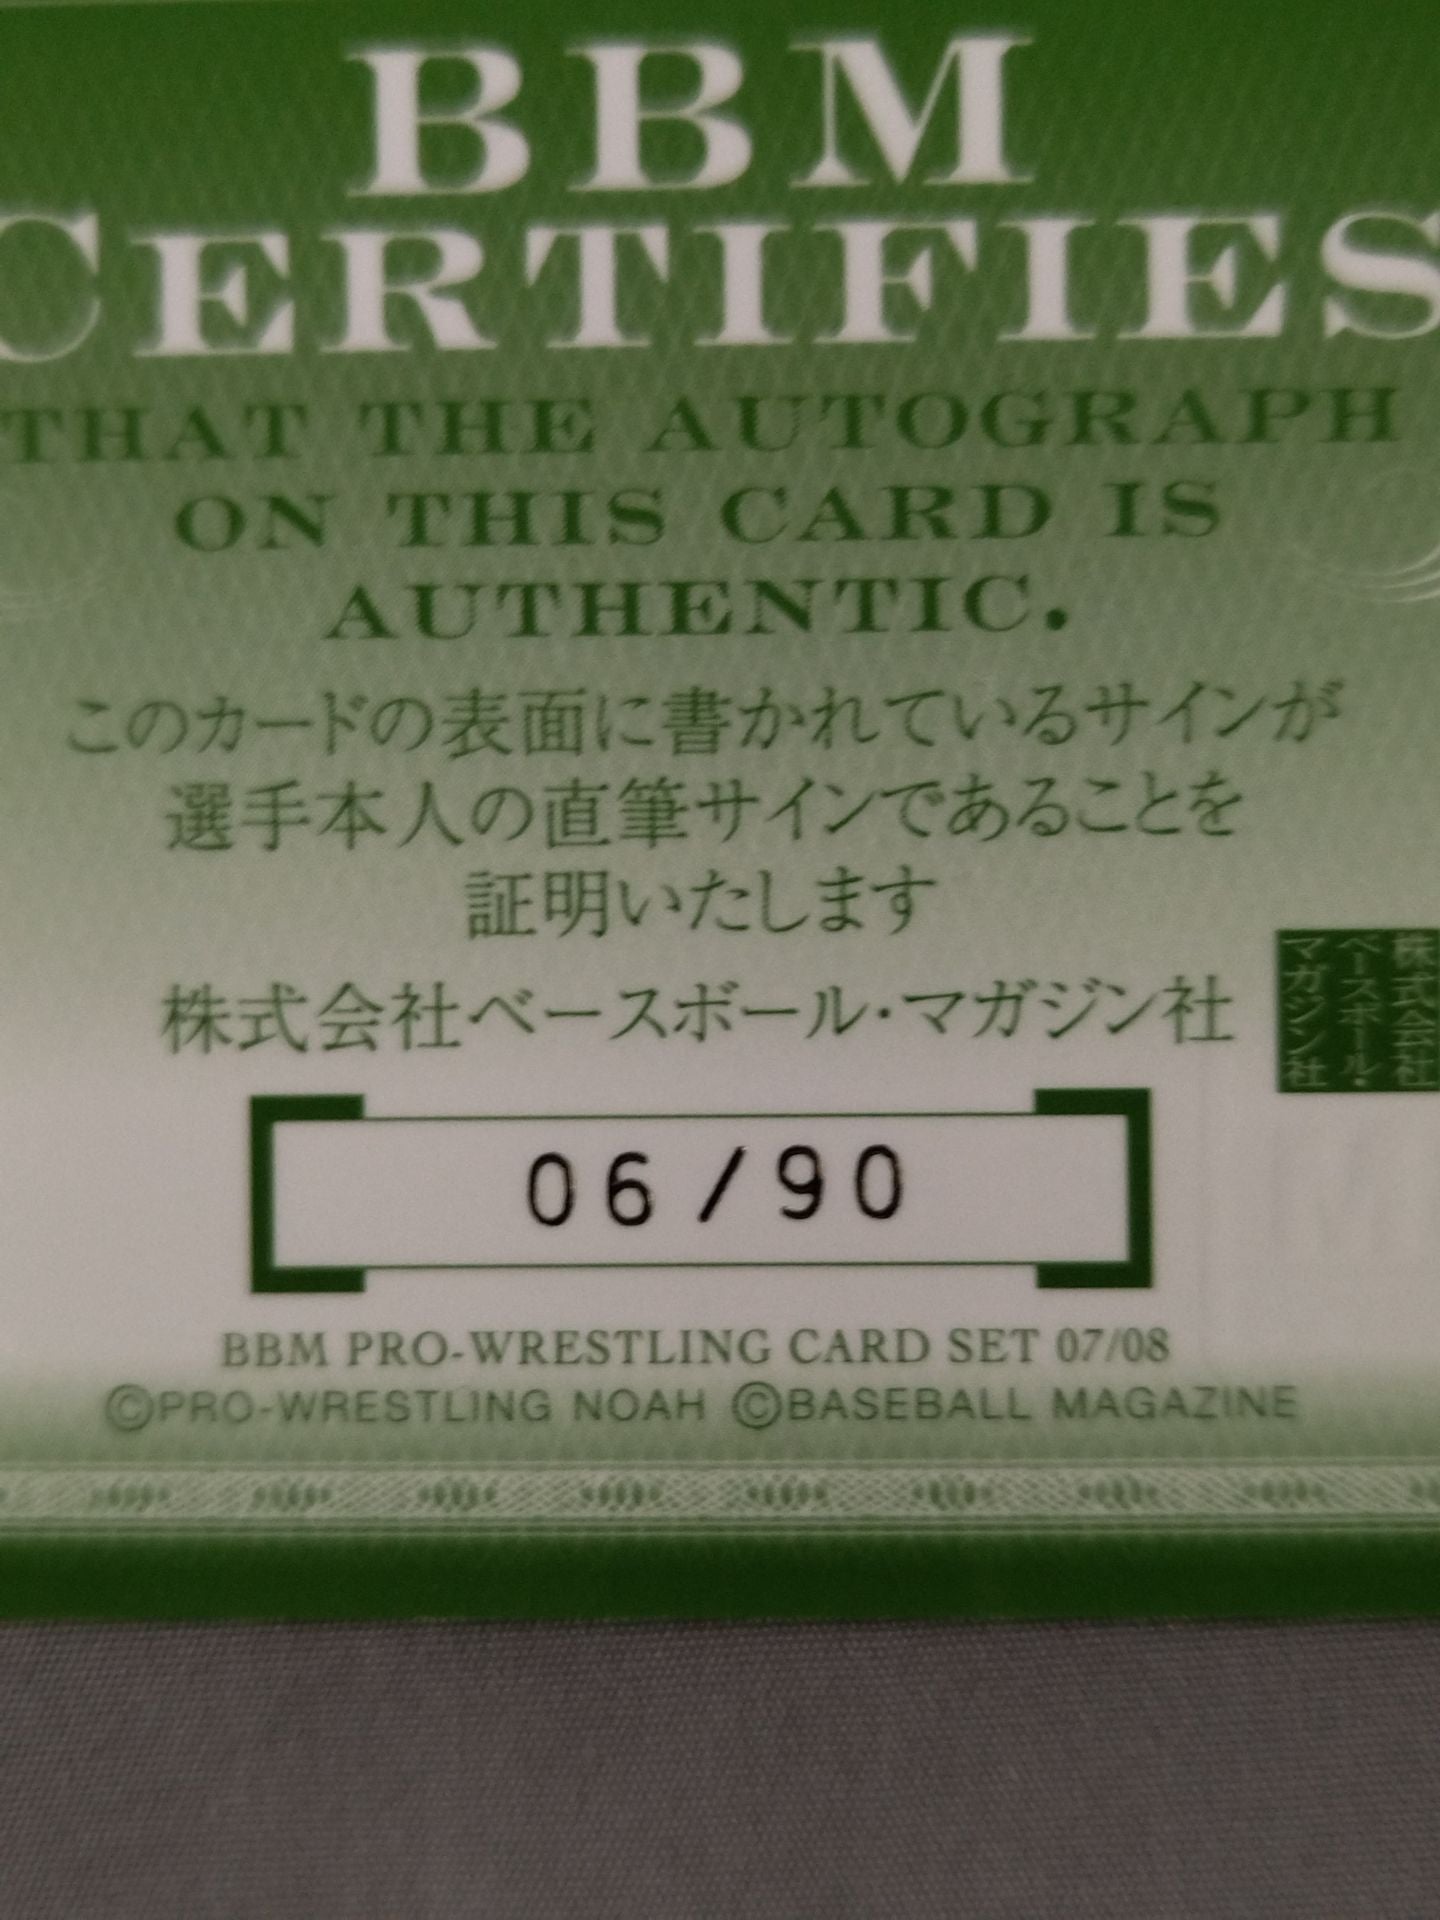 BBM
CERTIFIES
THAT THE AUTOGRAPH
ON THIS CARD IS
AUTHENTIC.
このカードの表面に書かれているサインが
選手本人の直筆サインであることを
証明いたします
株式会社ベースボール・マガジン社
株式会社
ベースボール・
マガジン社
06/90
BBM PRO-WRESTLING CARD SET 07/08
©PRO-WRESTLING NOAH ©BASEBALL MAGAZINE